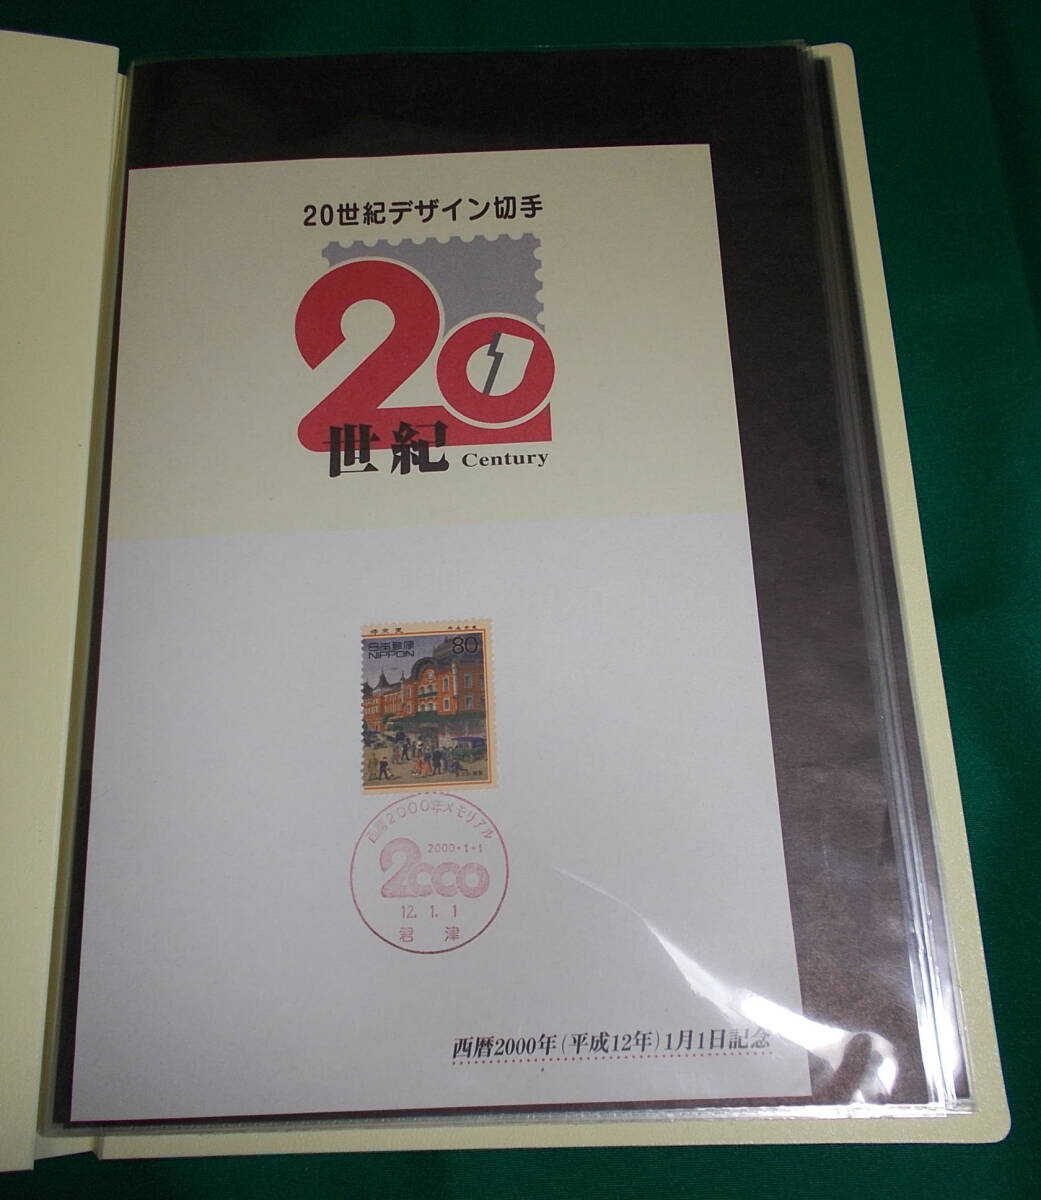 20世紀デザイン切手
20
世紀 Century
日本郵便 80
NIPPON
西暦2000年メモリアル
2000・1・1
2000
12. 1. 1
君津
西暦2000年(平成12年)1月1日記念